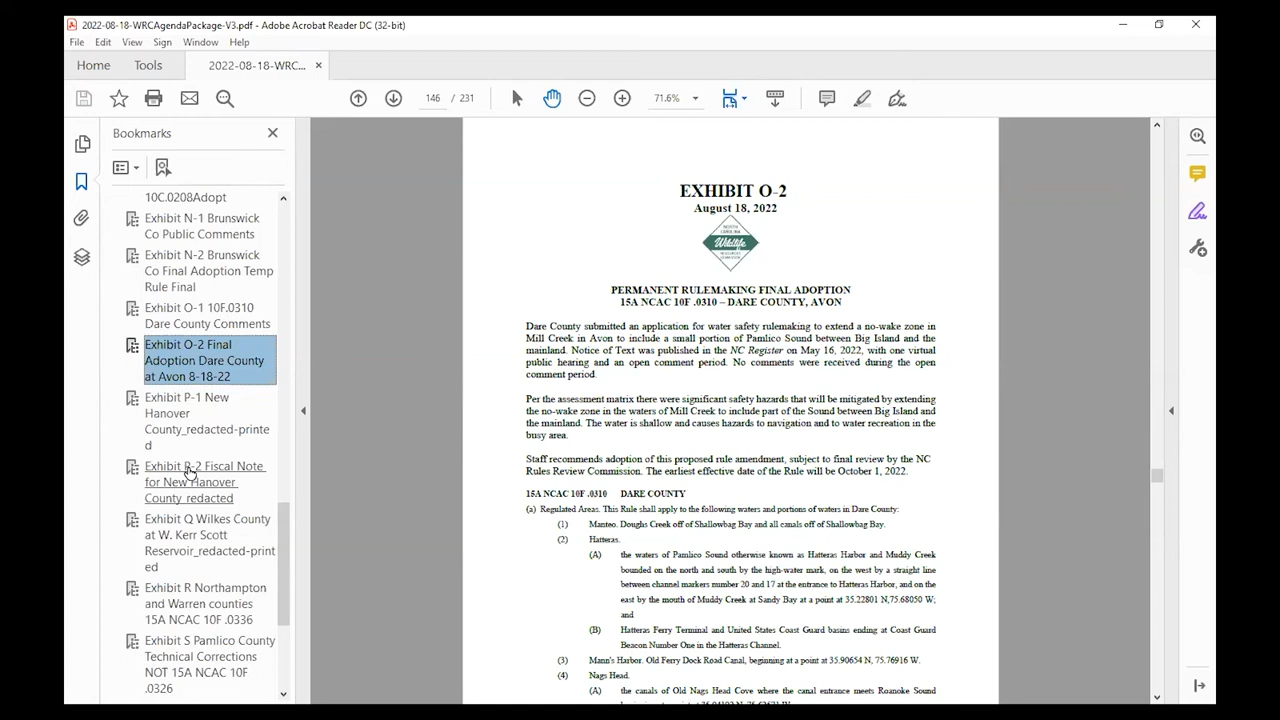 2022-08-18-WRCAgendaPackage-V3.pdf - Adobe Acrobat Reader DC (32-bit)
File Edit View Sign Window Help
Home Tools 2022-08-18-WRC... ×
146 / 231 71.6%
Bookmarks
10C.0208Adopt
Exhibit N-1 Brunswick
Co Public Comments
Exhibit N-2 Brunswick
Co Final Adoption Temp
Rule Final
Exhibit O-1 10F.0310
Dare County Comments
Exhibit O-2 Final
Adoption Dare County
at Avon 8-18-22
Exhibit P-1 New
Hanover
County_redacted-printe
d
Exhibit P-2 Fiscal Note
for New Hanover
County_redacted
Exhibit Q Wilkes County
at W. Kerr Scott
Reservoir_redacted-print
ed
Exhibit R Northampton
and Warren counties
15A NCAC 10F .0336
Exhibit S Pamlico County
Technical Corrections
NOT 15A NCAC 10F
.0326
EXHIBIT O-2
August 18, 2022
NORTH
CAROLINA
Wildlife
PERMANENT RULEMAKING FINAL ADOPTION
15A NCAC 10F .0310 – DARE COUNTY, AVON
Dare County submitted an application for water safety rulemaking to extend a no-wake zone in
Mill Creek in Avon to include a small portion of Pamlico Sound between Big Island and the
mainland. Notice of Text was published in the NC Register on May 16, 2022, with one virtual
public hearing and an open comment period. No comments were received during the open
comment period.
Per the assessment matrix there were significant safety hazards that will be mitigated by extending
the no-wake zone in the waters of Mill Creek to include part of the Sound between Big Island and
the mainland. The water is shallow and causes hazards to navigation and to water recreation in the
busy area.
Staff recommends adoption of this proposed rule amendment, subject to final review by the NC
Rules Review Commission. The earliest effective date of the Rule will be October 1, 2022.
15A NCAC 10F .0310 DARE COUNTY
(a) Regulated Areas. This Rule shall apply to the following waters and portions of waters in Dare County:
(1) Manteo. Doughs Creek off of Shallowbag Bay and all canals off of Shallowbag Bay.
(2) Hatteras.
(A) the waters of Pamlico Sound otherwise known as Hatteras Harbor and Muddy Creek
bounded on the north and south by the high-water mark, on the west by a straight line
between channel markers number 20 and 17 at the entrance to Hatteras Harbor, and on the
east by the mouth of Muddy Creek at Sandy Bay at a point at 35.22801 N,75.68050 W;
and
(B) Hatteras Ferry Terminal and United States Coast Guard basins ending at Coast Guard
Beacon Number One in the Hatteras Channel.
(3) Mann's Harbor. Old Ferry Dock Road Canal, beginning at a point at 35.90654 N, 75.76916 W.
(4) Nags Head.
(A) the canals of Old Nags Head Cove where the canal entrance meets Roanoke Sound